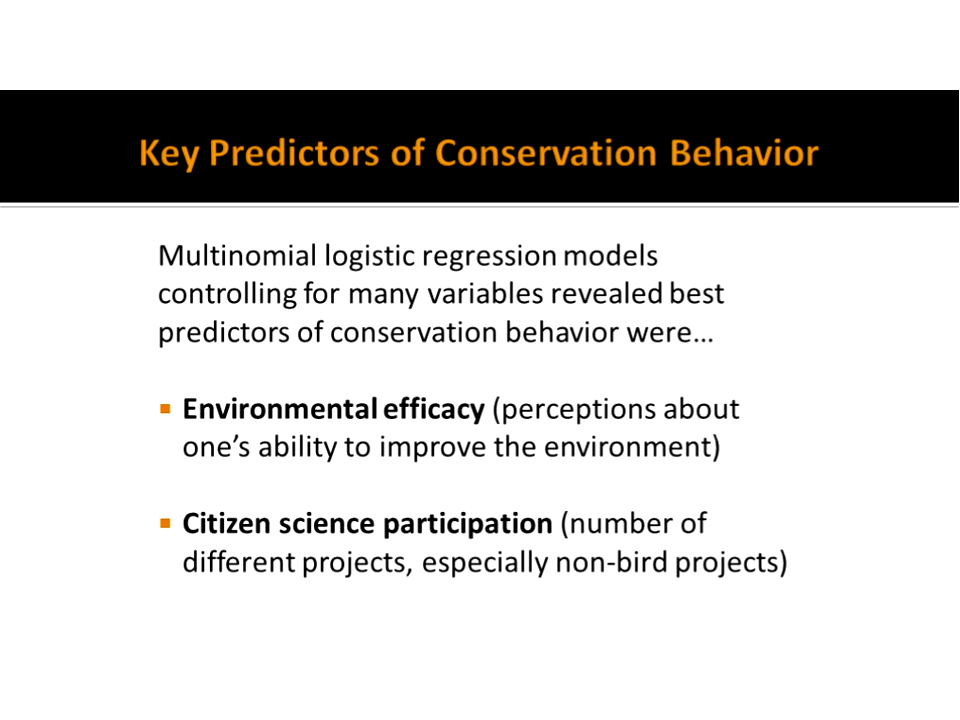 Key Predictors of Conservation Behavior
Multinomial logistic regression models
controlling for many variables revealed best
predictors of conservation behavior were…
Environmental efficacy (perceptions about
one’s ability to improve the environment)
Citizen science participation (number of
different projects, especially non-bird projects)